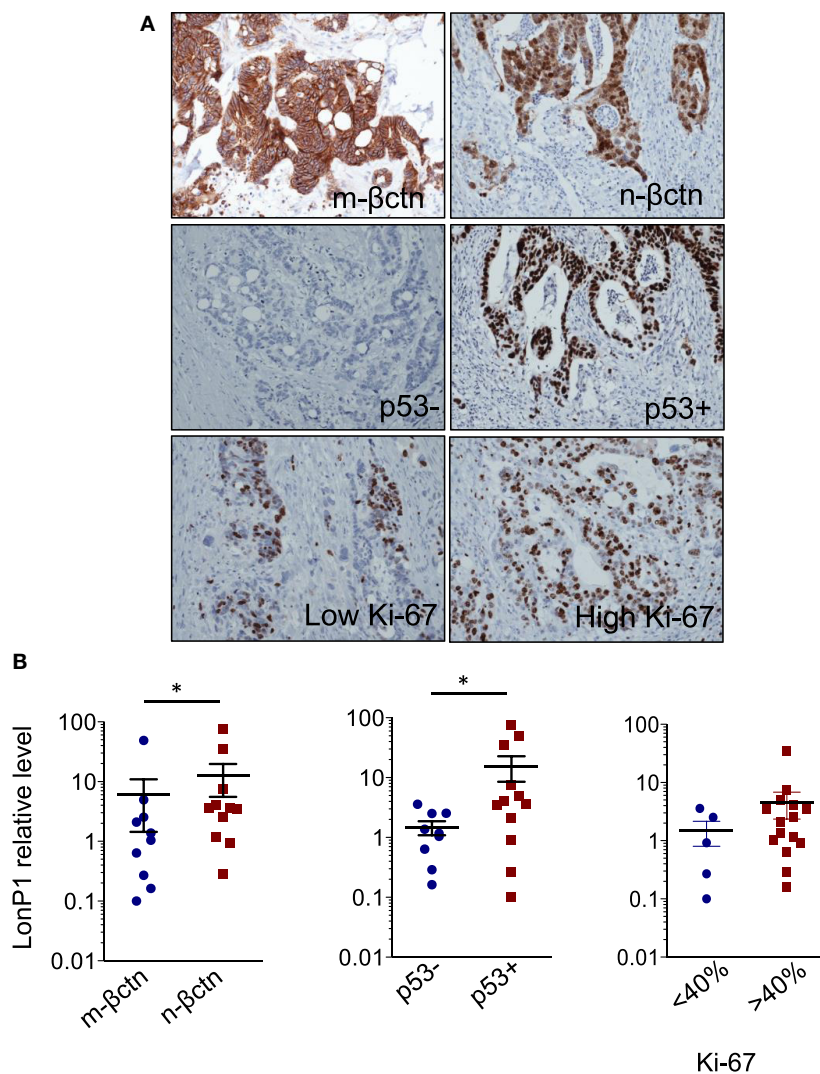 A
m-βctn
n-βctn
p53-
p53+
Low Ki-67
High Ki-67
B
LonP1 relative level
*
100
10
1
0.1
0.01
m-βctn
n-βctn
*
100
10
1
0.1
0.01
p53-
p53+
100
10
1
0.1
0.01
<40%
>40%
Ki-67